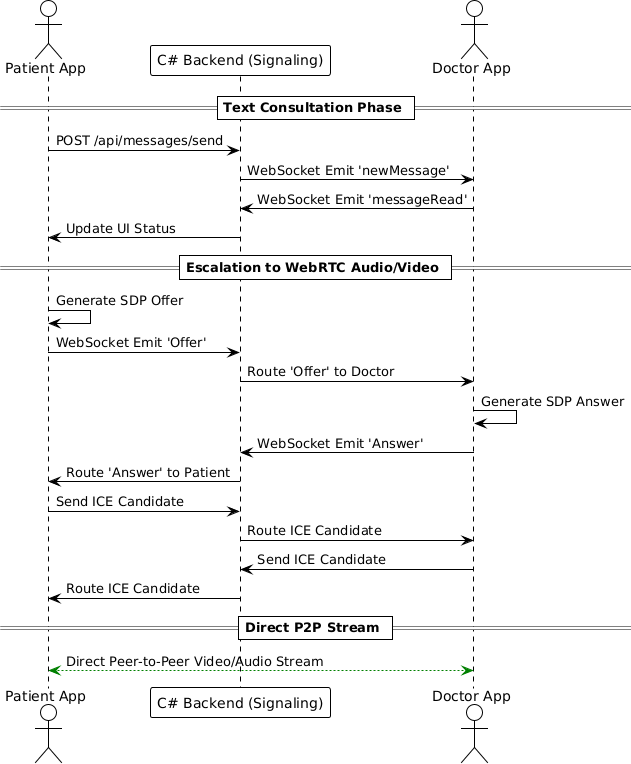 Patient App
C# Backend (Signaling)
Doctor App
Text Consultation Phase
POST /api/messages/send
WebSocket Emit 'newMessage'
WebSocket Emit 'messageRead'
Update UI Status
Escalation to WebRTC Audio/Video
Generate SDP Offer
WebSocket Emit 'Offer'
Route 'Offer' to Doctor
Generate SDP Answer
WebSocket Emit 'Answer'
Route 'Answer' to Patient
Send ICE Candidate
Route ICE Candidate
Send ICE Candidate
Route ICE Candidate
Direct P2P Stream
Direct Peer-to-Peer Video/Audio Stream
Patient App
C# Backend (Signaling)
Doctor App